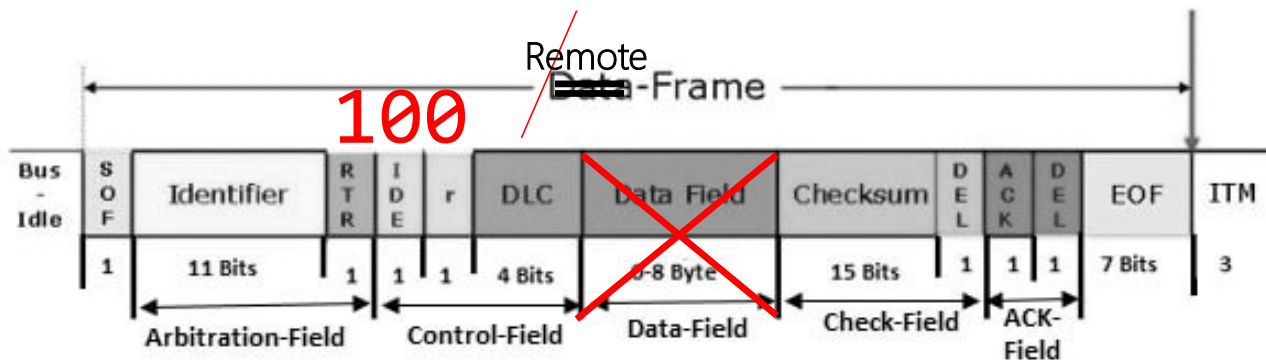 Remote
Data-Frame
100
Bus
-
Idle
SOF
Identifier
RTR
IDE
r
DLC
Data Field
Checksum
DEL
ACK
DEL
EOF
ITM
1
11 Bits
1
1
1
4 Bits
0-8 Byte
15 Bits
1
1
1
7 Bits
3
Arbitration-Field
Control-Field
Data-Field
Check-Field
ACK-
Field